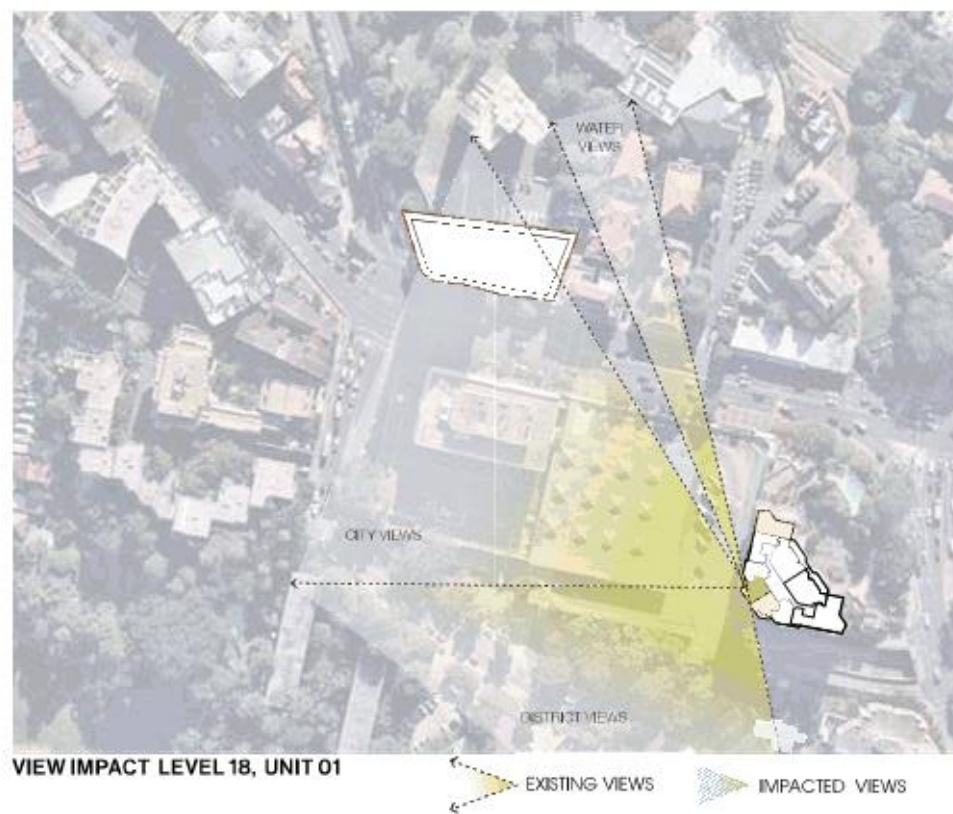 WATER
VIEWS
CITY VIEWS
DISTRICT VIEWS
VIEW IMPACT LEVEL 18, UNIT 01
EXISTING VIEWS
IMPACTED VIEWS